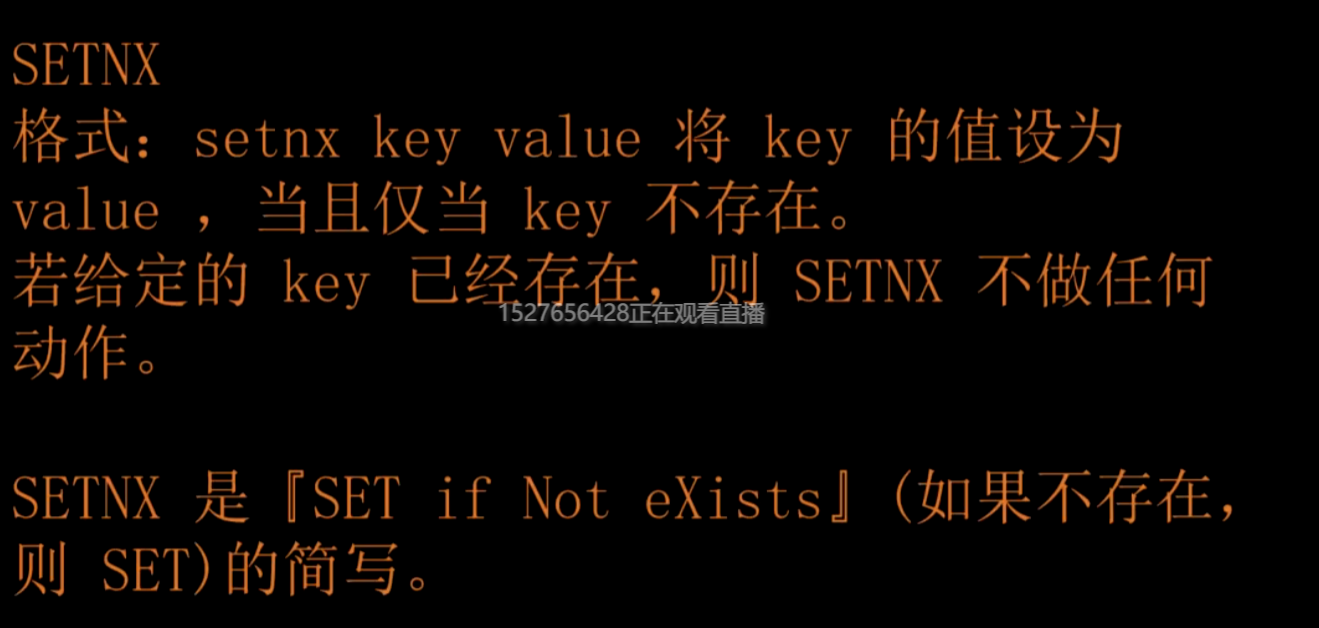 SETNX
格式：setnx key value 将 key 的值设为
value ，当且仅当 key 不存在。
若给定的 key 已经存在，则 SETNX 不做任何
1527656428正在观看直播
动作。
SETNX 是『SET if Not eXists』(如果不存在，
则 SET)的简写。